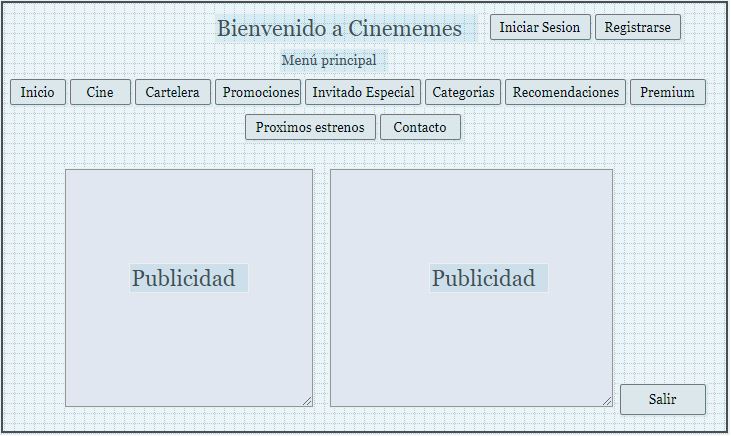 Bienvenido a Cinememes
Iniciar Sesion
Registrarse
Menú principal
Inicio
Cine
Cartelera
Promociones
Invitado Especial
Categorias
Recomendaciones
Premium
Proximos estrenos
Contacto
Publicidad
Publicidad
Salir